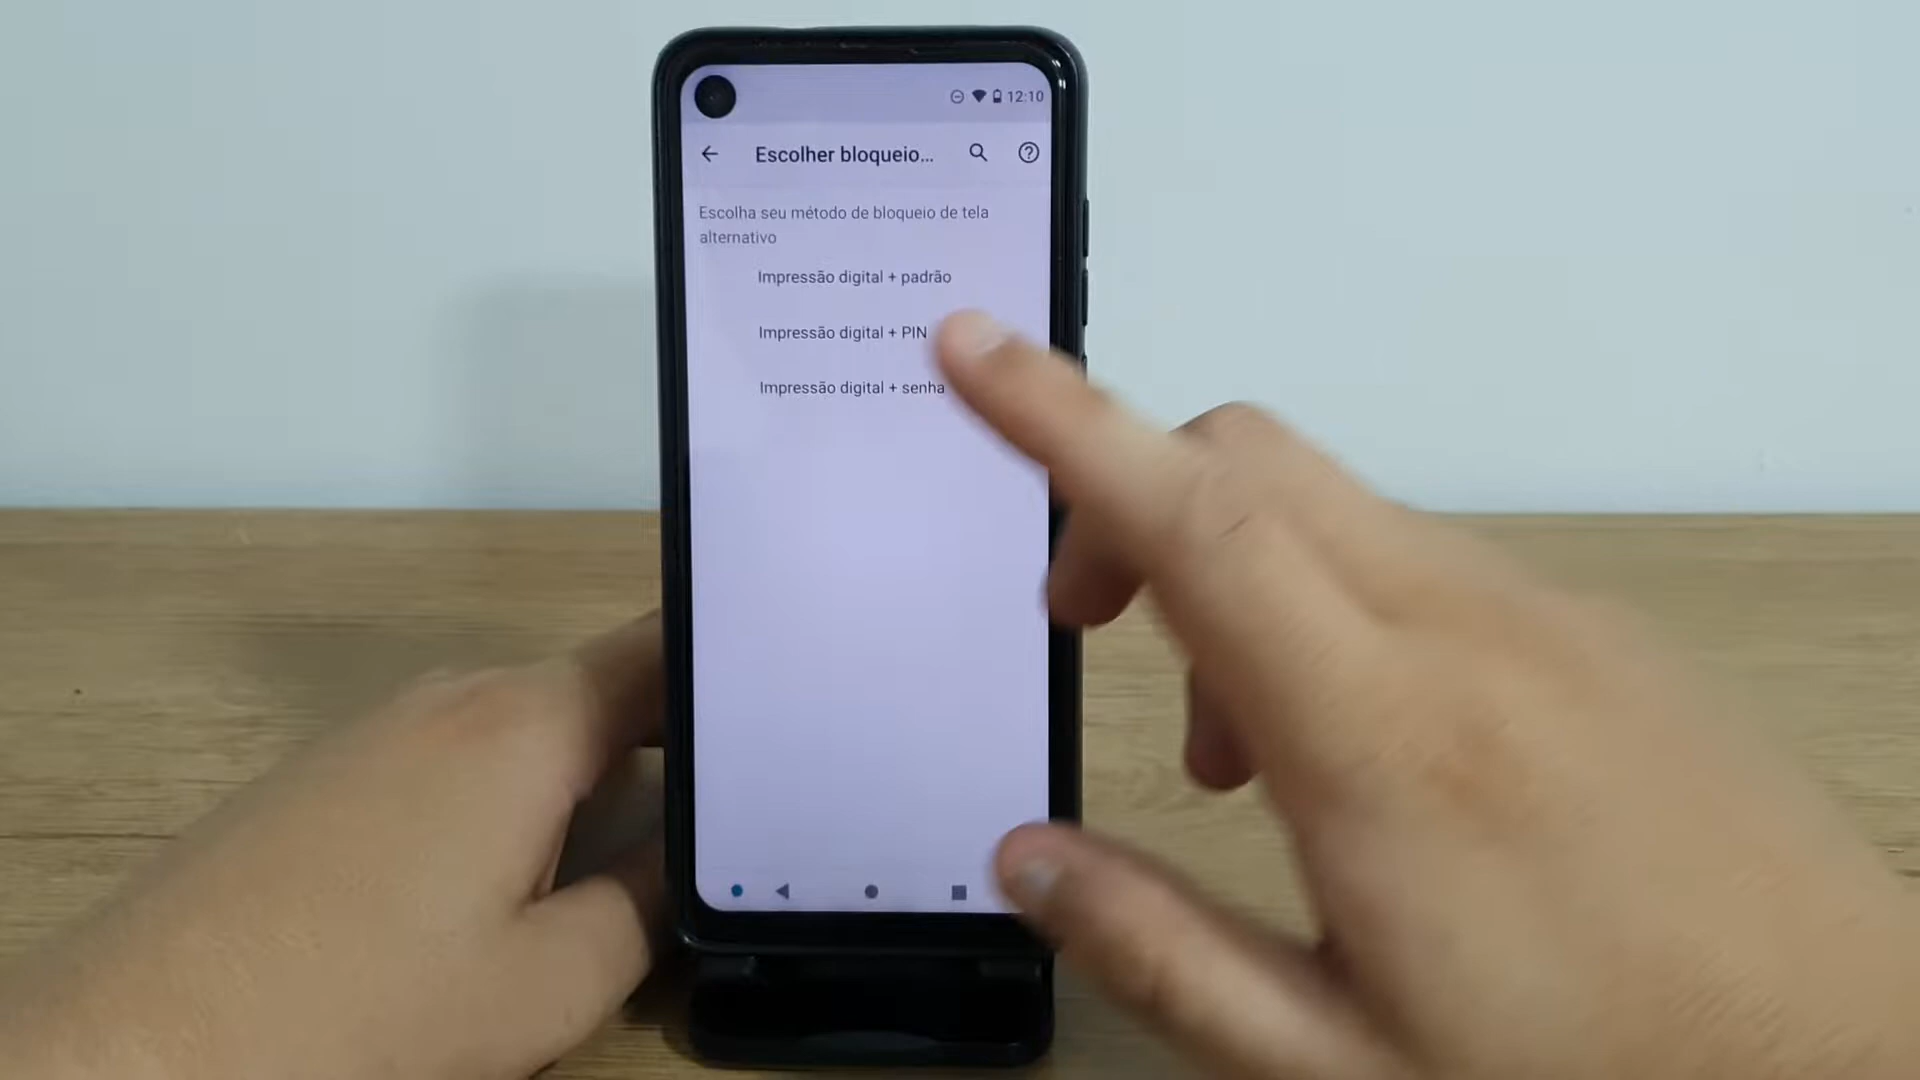 12:10
Escolher bloqueio...
Escolha seu método de bloqueio de tela
alternativo
Impressão digital + padrão
Impressão digital + PIN
Impressão digital + senha